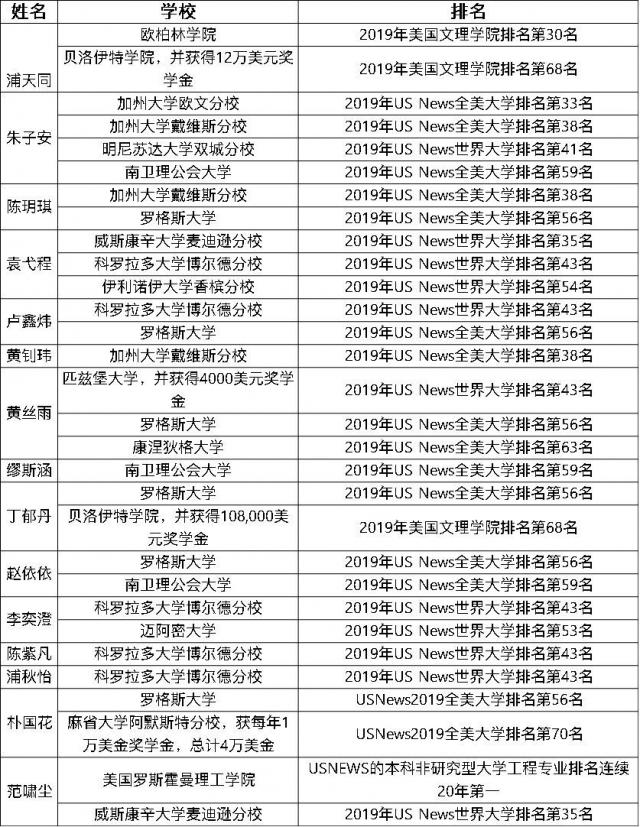 姓名 学校 排名
浦天同 欧柏林学院 2019年美国文理学院排名第30名
贝洛伊特学院，并获得12万美元奖
学金 2019年美国文理学院排名第68名
朱子安 加州大学欧文分校 2019年US News全美大学排名第33名
加州大学戴维斯分校 2019年US News全美大学排名第38名
明尼苏达大学双城分校 2019年US News世界大学排名第41名
南卫理公会大学 2019年US News全美大学排名第59名
陈玥琪 加州大学戴维斯分校 2019年US News全美大学排名第38名
罗格斯大学 2019年US News全美大学排名第56名
袁弋程 威斯康辛大学麦迪逊分校 2019年US News世界大学排名第35名
科罗拉多大学博尔德分校 2019年US News世界大学排名第43名
伊利诺伊大学香槟分校 2019年US News世界大学排名第54名
卢鑫炜 科罗拉多大学博尔德分校 2019年US News世界大学排名第43名
罗格斯大学 2019年US News全美大学排名第56名
黄钊玮 加州大学戴维斯分校 2019年US News全美大学排名第38名
黄丝雨 匹兹堡大学，并获得4000美元奖学
金 2019年US News世界大学排名第43名
罗格斯大学 2019年US News全美大学排名第56名
康涅狄格大学 2019年US News全美大学排名第63名
缪斯涵 南卫理公会大学 2019年US News全美大学排名第59名
丁郁丹 罗格斯大学 2019年US News全美大学排名第56名
贝洛伊特学院，并获得108,000美
元奖学金 2019年美国文理学院排名第68名
赵依依 罗格斯大学 2019年US News全美大学排名第56名
南卫理公会大学 2019年US News全美大学排名第59名
李奕澄 科罗拉多大学博尔德分校 2019年US News世界大学排名第43名
迈阿密大学 2019年US News全美大学排名第53名
陈紫凡 科罗拉多大学博尔德分校 2019年US News世界大学排名第43名
浦秋怡 科罗拉多大学博尔德分校 2019年US News世界大学排名第43名
朴国花 罗格斯大学 USNews2019全美大学排名第56名
麻省大学阿默斯特分校，获每年1
万美金奖学金，总计4万美金 USNews2019全美大学排名第70名
范啸尘 美国罗斯霍曼理工学院 USNEWS的本科非研究型大学工程专业排名连续
20年第一
威斯康辛大学麦迪逊分校 2019年US News世界大学排名第35名